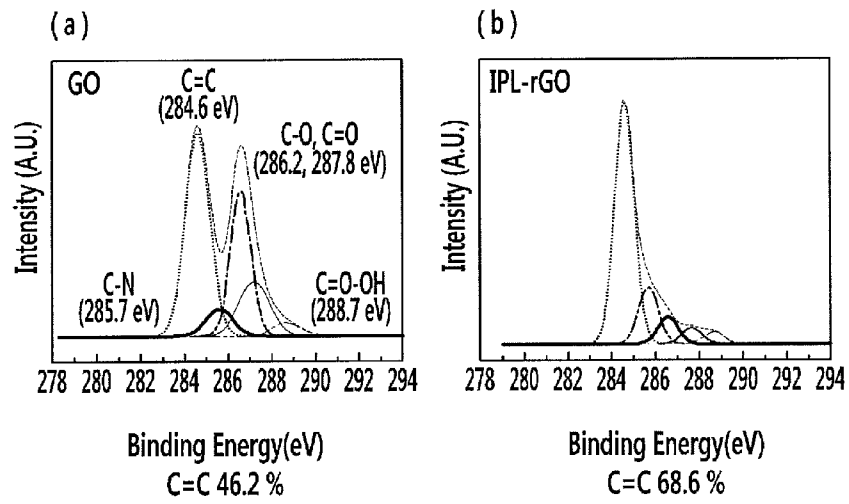 (a)
GO
C=C
(284.6 eV)
C-O, C=O
(286.2, 287.8 eV)
C-N
(285.7 eV)
C=O-OH
(288.7 eV)
Intensity (A.U.)
278 280 282 284 286 288 290 292 294
Binding Energy(eV)
C=C 46.2 %
(b)
IPL-rGO
Intensity (A.U.)
278 280 282 284 286 288 290 292 294
Binding Energy(eV)
C=C 68.6 %